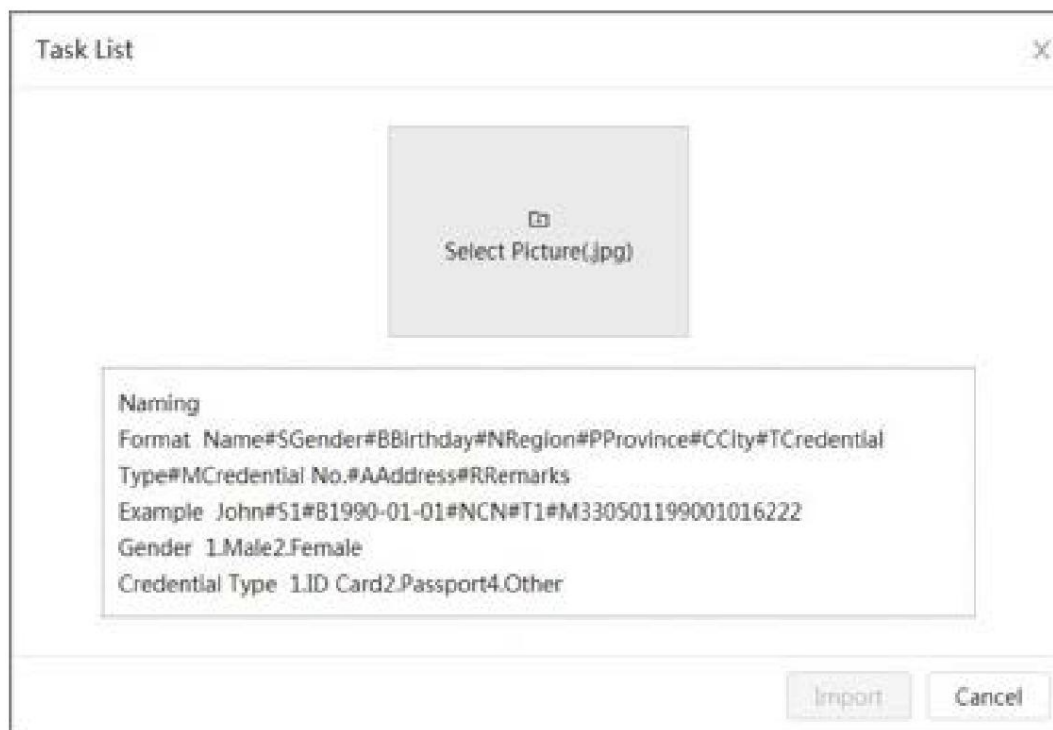 Task List
Select Picture(.jpg)
Naming
Format Name#SGender#BBirthday#NRegion#PProvince#CCity#TCredential
Type#MCredential No.#AAddress#RRemarks
Example John#S1#B1990-01-01#NCN#T1#M330501199001016222
Gender 1.Male2.Female
Credential Type 1.ID Card2.Passport4.Other
Import
Cancel